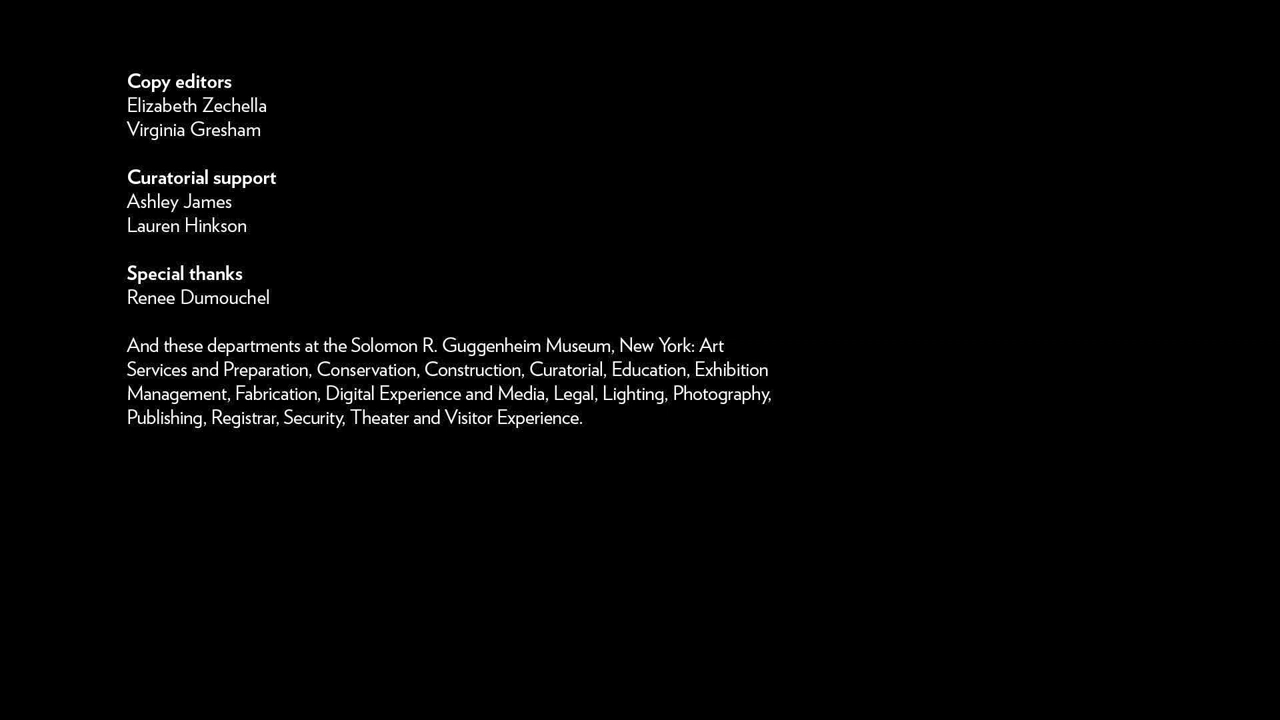 Copy editors
Elizabeth Zechella
Virginia Gresham
Curatorial support
Ashley James
Lauren Hinkson
Special thanks
Renee Dumouchel
And these departments at the Solomon R. Guggenheim Museum, New York: Art
Services and Preparation, Conservation, Construction, Curatorial, Education, Exhibition
Management, Fabrication, Digital Experience and Media, Legal, Lighting, Photography,
Publishing, Registrar, Security, Theater and Visitor Experience.